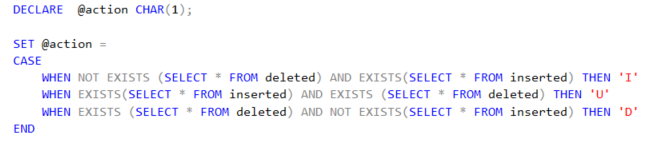 DECLARE  @action CHAR(1);
SET @action =
CASE
    WHEN NOT EXISTS (SELECT * FROM deleted) AND EXISTS(SELECT * FROM inserted) THEN 'I'
    WHEN EXISTS(SELECT * FROM inserted) AND EXISTS (SELECT * FROM deleted) THEN 'U'
    WHEN EXISTS (SELECT * FROM deleted) AND NOT EXISTS (SELECT * FROM inserted) THEN 'D'
END